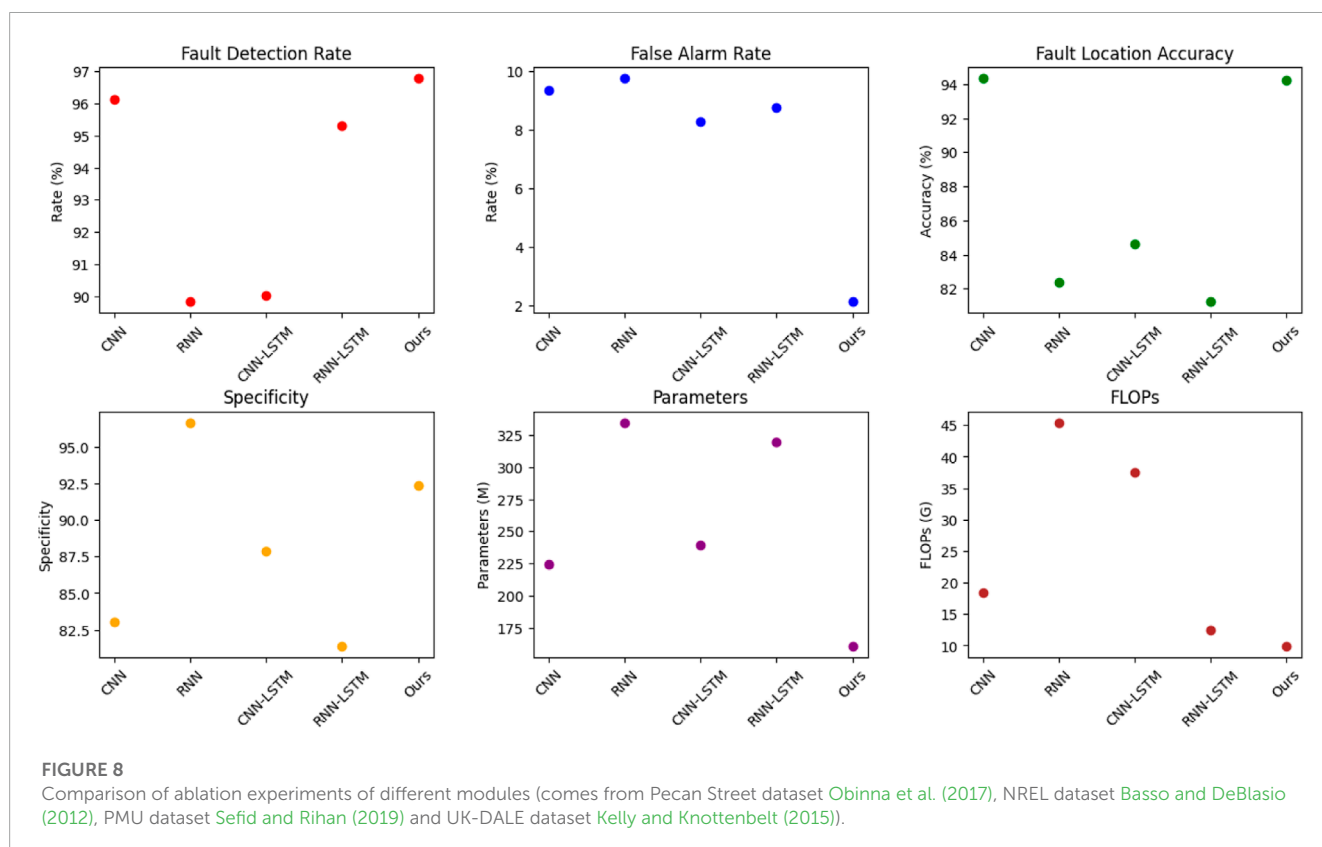 Fault Detection Rate
Rate (%)
97
96
95
94
93
92
91
90
CNN
RNN
CNN-LSTM
RNN-LSTM
Ours
False Alarm Rate
Rate (%)
10
8
6
4
2
CNN
RNN
CNN-LSTM
RNN-LSTM
Ours
Fault Location Accuracy
Accuracy (%)
94
92
90
88
86
84
82
CNN
RNN
CNN-LSTM
RNN-LSTM
Ours
Specificity
Specificity
95.0
92.5
90.0
87.5
85.0
82.5
CNN
RNN
CNN-LSTM
RNN-LSTM
Ours
Parameters
Parameters (M)
325
300
275
250
225
200
175
CNN
RNN
CNN-LSTM
RNN-LSTM
Ours
FLOPs
FLOPs (G)
45
40
35
30
25
20
15
10
CNN
RNN
CNN-LSTM
RNN-LSTM
Ours
FIGURE 8
Comparison of ablation experiments of different modules (comes from Pecan Street dataset Obinna et al. (2017), NREL dataset Basso and DeBlasio
(2012), PMU dataset Sefid and Rihan (2019) and UK-DALE dataset Kelly and Knottenbelt (2015)).